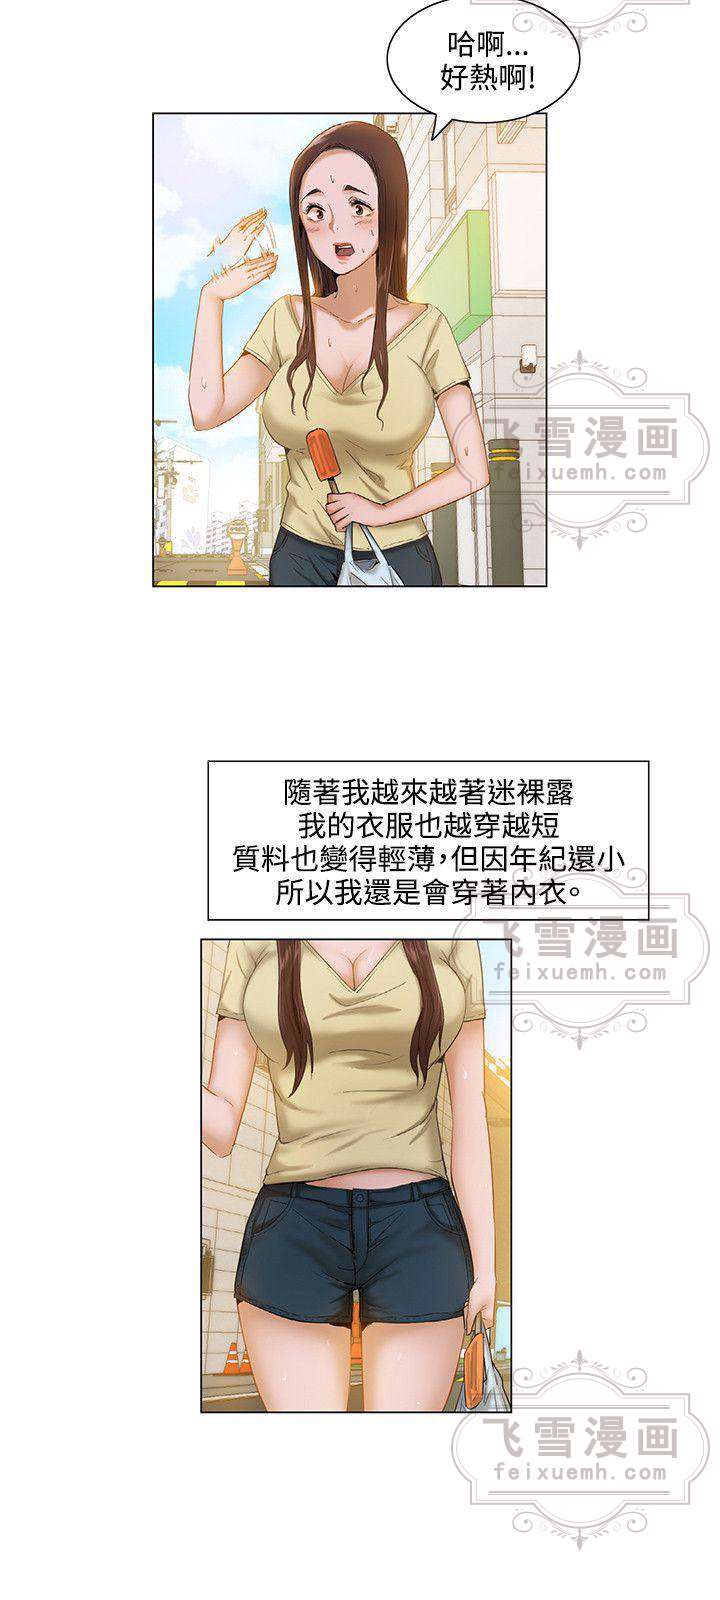 哈啊...
好熱啊!
飞雪漫画
feixuemh.com
隨著我越來越著迷裸露
我的衣服也越穿越短
質料也變得輕薄,但因年紀還小
所以我還是會穿著內衣。
飞雪漫画
feixuemh.com
飞雪漫画
feixuemh.com